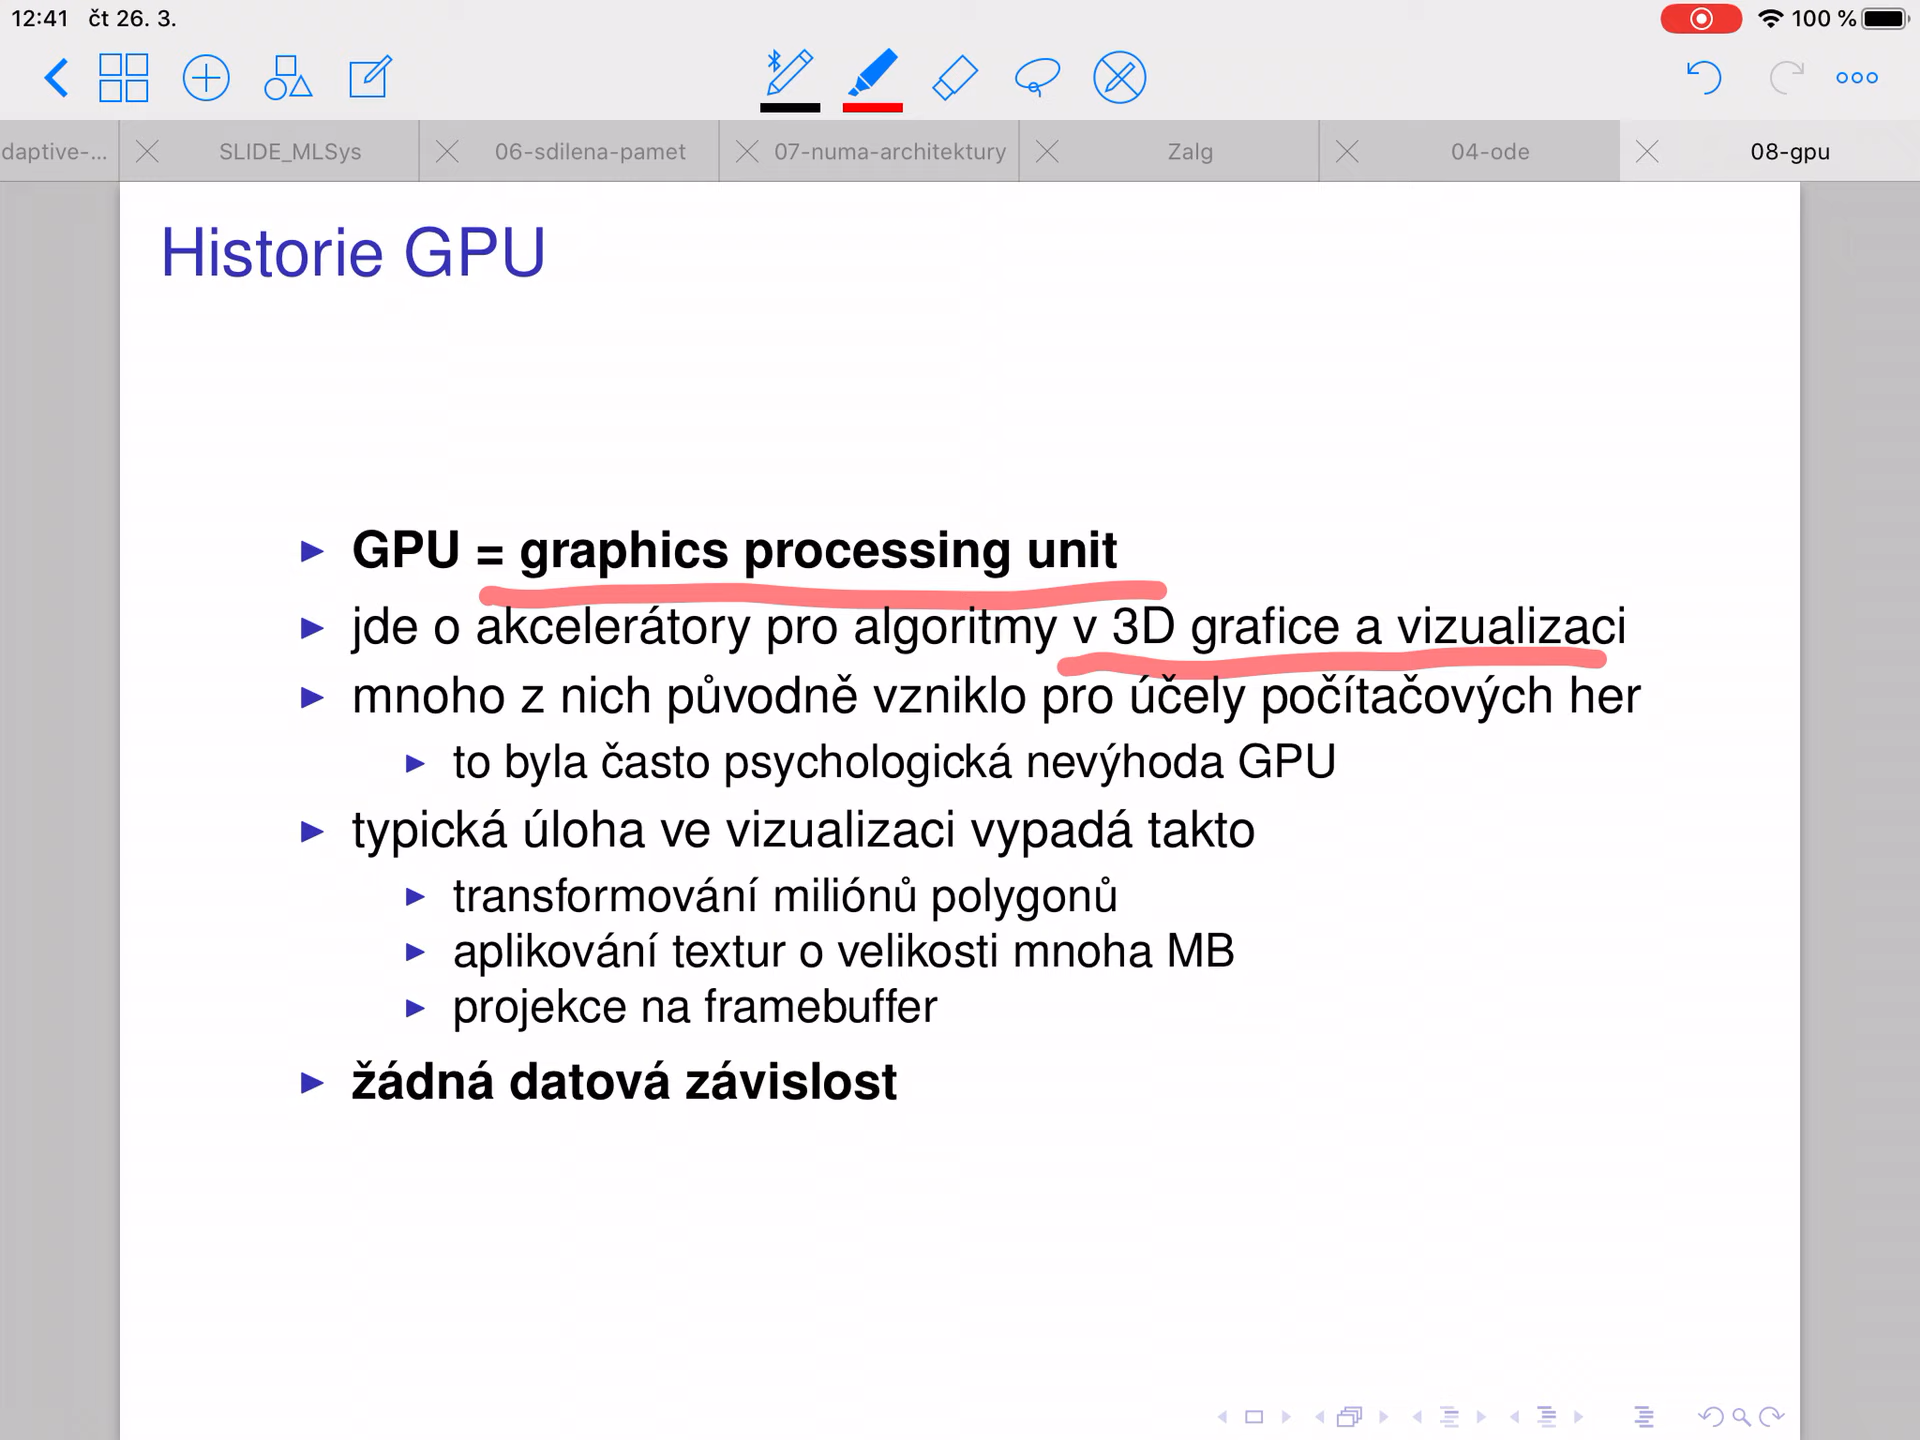 12:41 čt 26. 3. 100 %
daptive-... SLIDE_MLSys 06-sdilena-pamet 07-numa-architektury Zalg 04-ode 08-gpu
Historie GPU
GPU = graphics processing unit
jde o akcelerátory pro algoritmy v 3D grafice a vizualizaci
mnoho z nich původně vzniklo pro účely počítačových her
to byla často psychologická nevýhoda GPU
typická úloha ve vizualizaci vypadá takto
transformování miliónů polygonů
aplikování textur o velikosti mnoha MB
projekce na framebuffer
žádná datová závislost